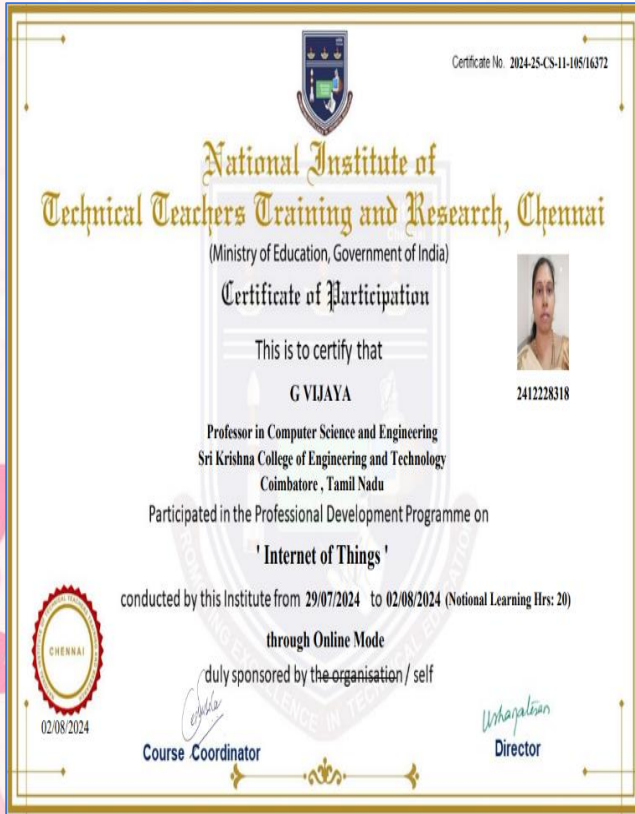 Certificate No. 2024-25-CS-11-105/16372
National Institute of
Technical Teachers Training and Research, Chennai
(Ministry of Education, Government of India)
Certificate of Participation
This is to certify that
G VIJAYA
2412228318
Professor in Computer Science and Engineering
Sri Krishna College of Engineering and Technology
Coimbatore , Tamil Nadu
Participated in the Professional Development Programme on
' Internet of Things '
conducted by this Institute from 29/07/2024 to 02/08/2024 (Notional Learning Hrs: 20)
through Online Mode
duly sponsored by the organisation / self
CHENNAI
02/08/2024
Course Coordinator
Director